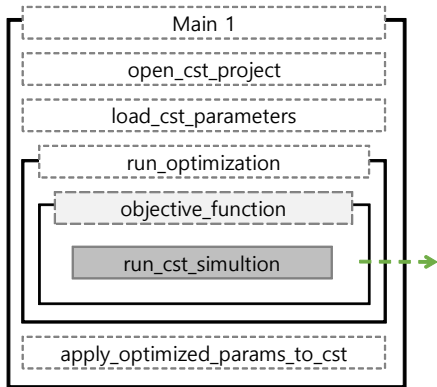 Main 1
open_cst_project
load_cst_parameters
run_optimization
objective_function
run_cst_simultion
apply_optimized_params_to_cst